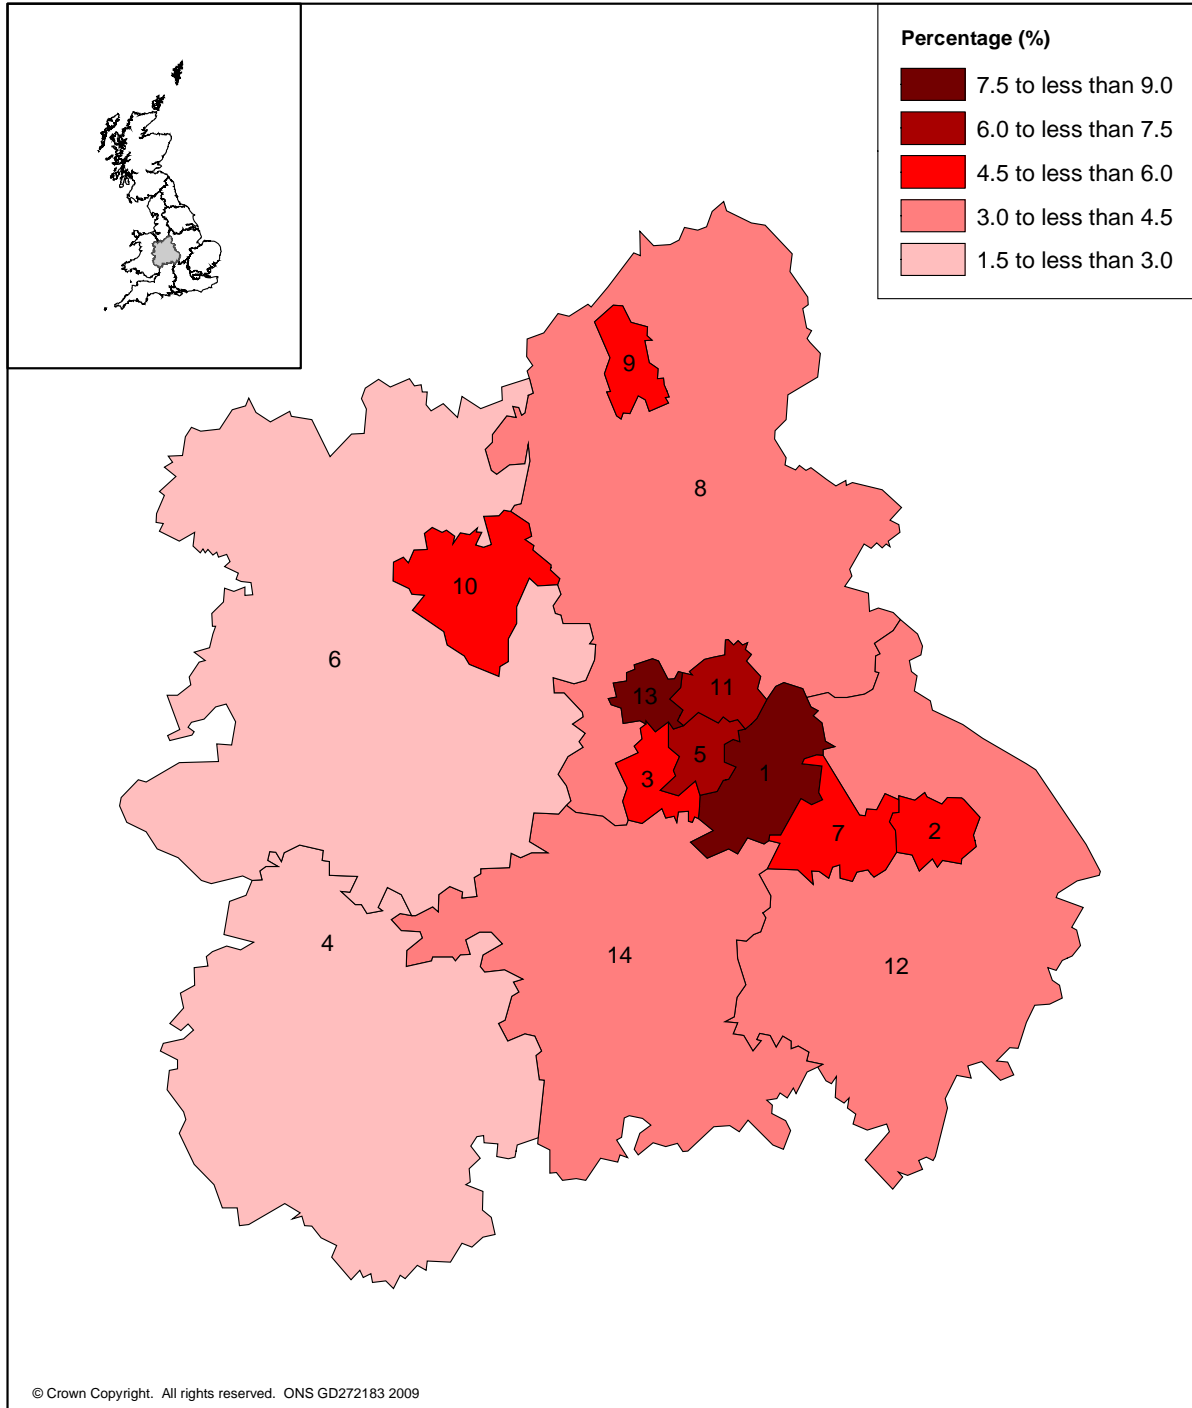 Percentage (%)
7.5 to less than 9.0
6.0 to less than 7.5
4.5 to less than 6.0
3.0 to less than 4.5
1.5 to less than 3.0
9
8
10
6
13
11
5
3
1
7
2
4
14
12
© Crown Copyright. All rights reserved. ONS GD272183 2009